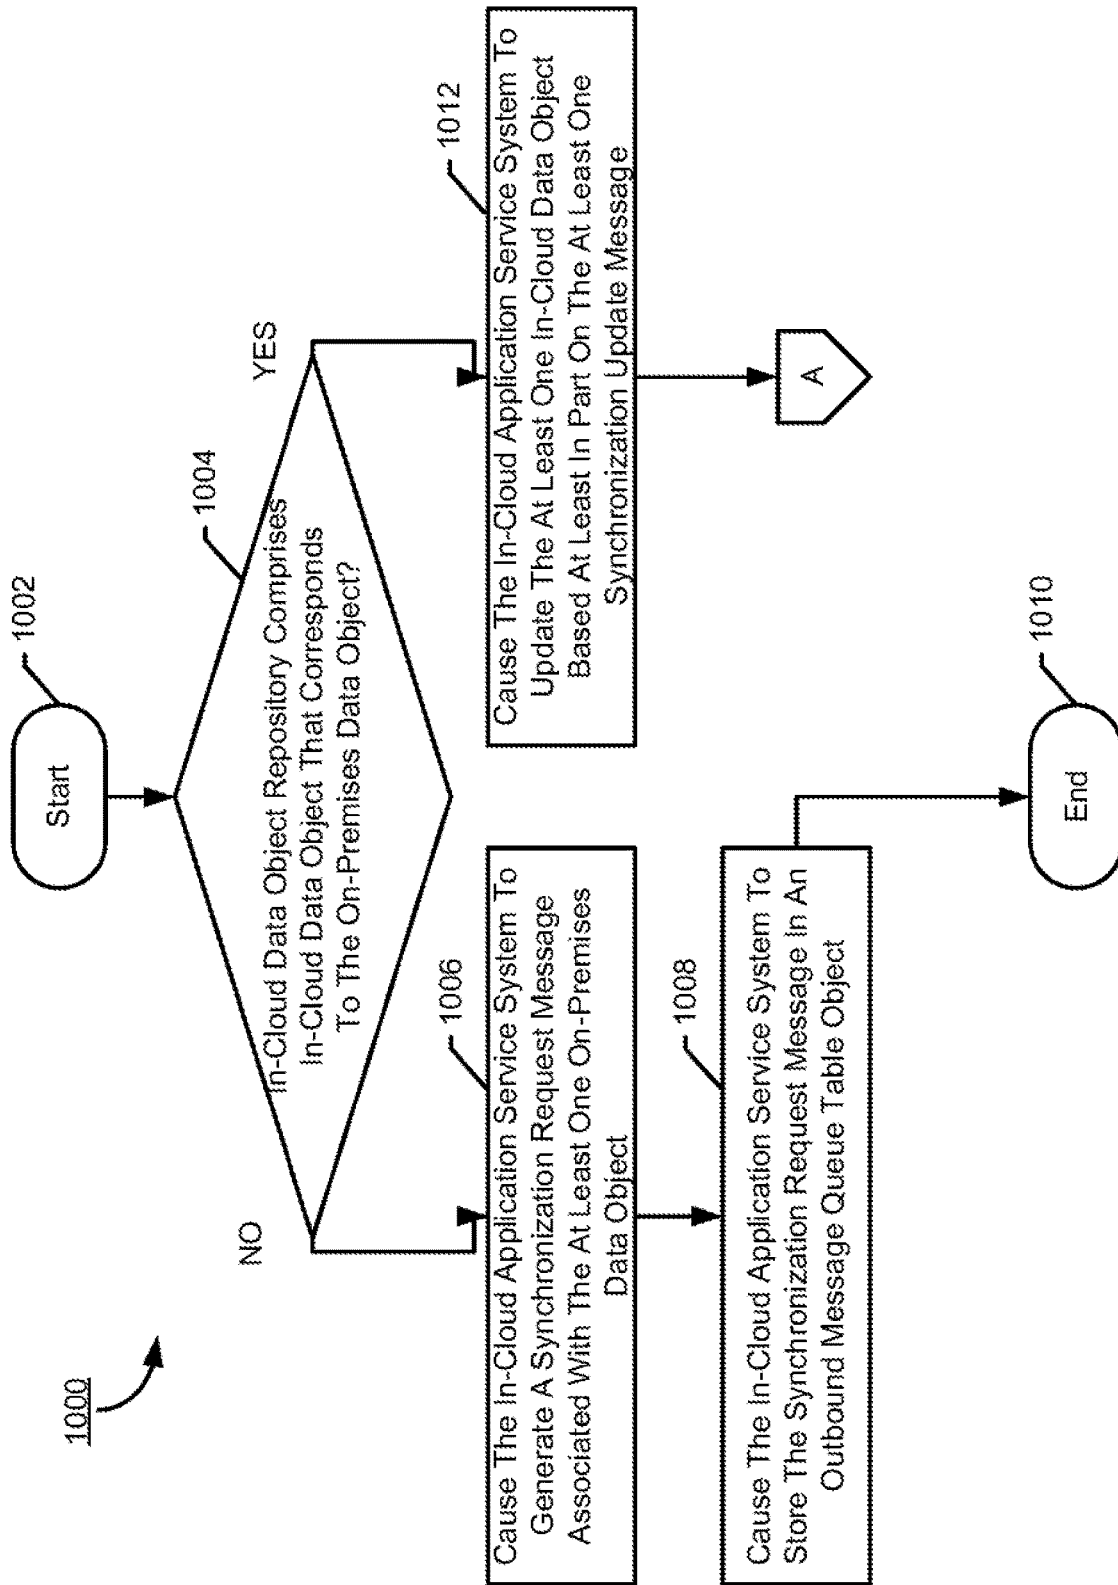 1000
Start
1002
In-Cloud Data Object Repository Comprises
In-Cloud Data Object That Corresponds
To The On-Premises Data Object?
1004
NO
YES
Cause The In-Cloud Application Service System To
Generate A Synchronization Request Message
Associated With The At Least One On-Premises
Data Object
1006
Cause The In-Cloud Application Service System To
Store The Synchronization Request Message In An
Outbound Message Queue Table Object
1008
End
1010
Cause The In-Cloud Application Service System To
Update The At Least One In-Cloud Data Object
Based At Least In Part On The At Least One
Synchronization Update Message
1012
A